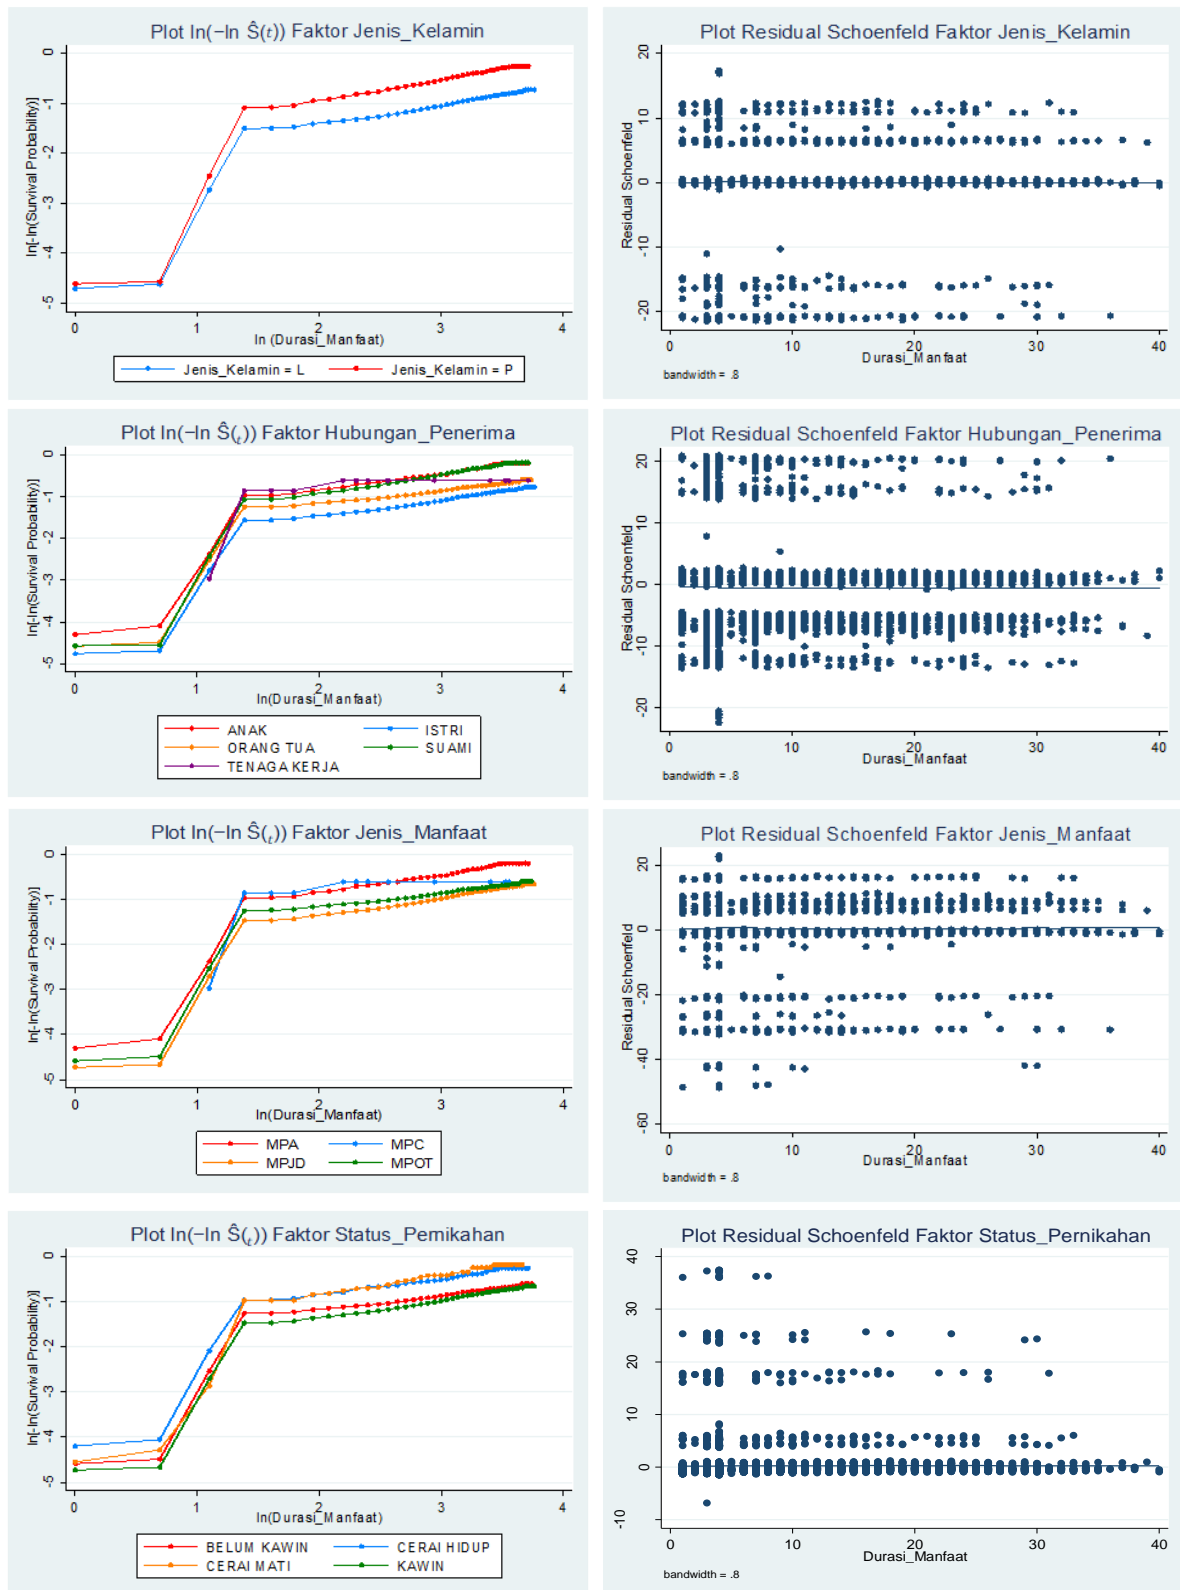 Plot ln(−ln Ŝ(t)) Faktor Jenis_Kelamin
ln[-ln(Survival Probability)]
0
-1
-2
-3
-4
-5
0 1 2 3 4
ln (Durasi_Manfaat)
Jenis_Kelamin = L Jenis_Kelamin = P
Plot Residual Schoenfeld Faktor Jenis_Kelamin
Residual Schoenfeld
20
10
0
-10
-20
0 10 20 30 40
Durasi_Manfaat
bandwidth = .8
Plot ln(−ln Ŝ(t)) Faktor Hubungan_Penerima
ln[-ln(Survival Probability)]
0
-1
-2
-3
-4
-5
0 1 2 3 4
ln(Durasi_Manfaat)
ANAK ISTRI
ORANG TUA SUAMI
TENAGA KERJA
Plot Residual Schoenfeld Faktor Hubungan_Penerima
Residual Schoenfeld
20
10
0
-10
-20
0 10 20 30 40
Durasi_Manfaat
bandwidth = .8
Plot ln(−ln Ŝ(t)) Faktor Jenis_Manfaat
ln[-ln(Survival Probability)]
0
-1
-2
-3
-4
-5
0 1 2 3 4
ln(Durasi_Manfaat)
MPA MPC
MPJD MPOT
Plot Residual Schoenfeld Faktor Jenis_Manfaat
Residual Schoenfeld
20
0
-20
-40
-60
0 10 20 30 40
Durasi_Manfaat
bandwidth = .8
Plot ln(−ln Ŝ(t)) Faktor Status_Pernikahan
ln[-ln(Survival Probability)]
0
-1
-2
-3
-4
-5
0 1 2 3 4
ln(Durasi_Manfaat)
BELUM KAWIN CERAI HIDUP
CERAI MATI KAWIN
Plot Residual Schoenfeld Faktor Status_Pernikahan
40
30
20
10
0
-10
0 10 20 30 40
Durasi_Manfaat
bandwidth = .8